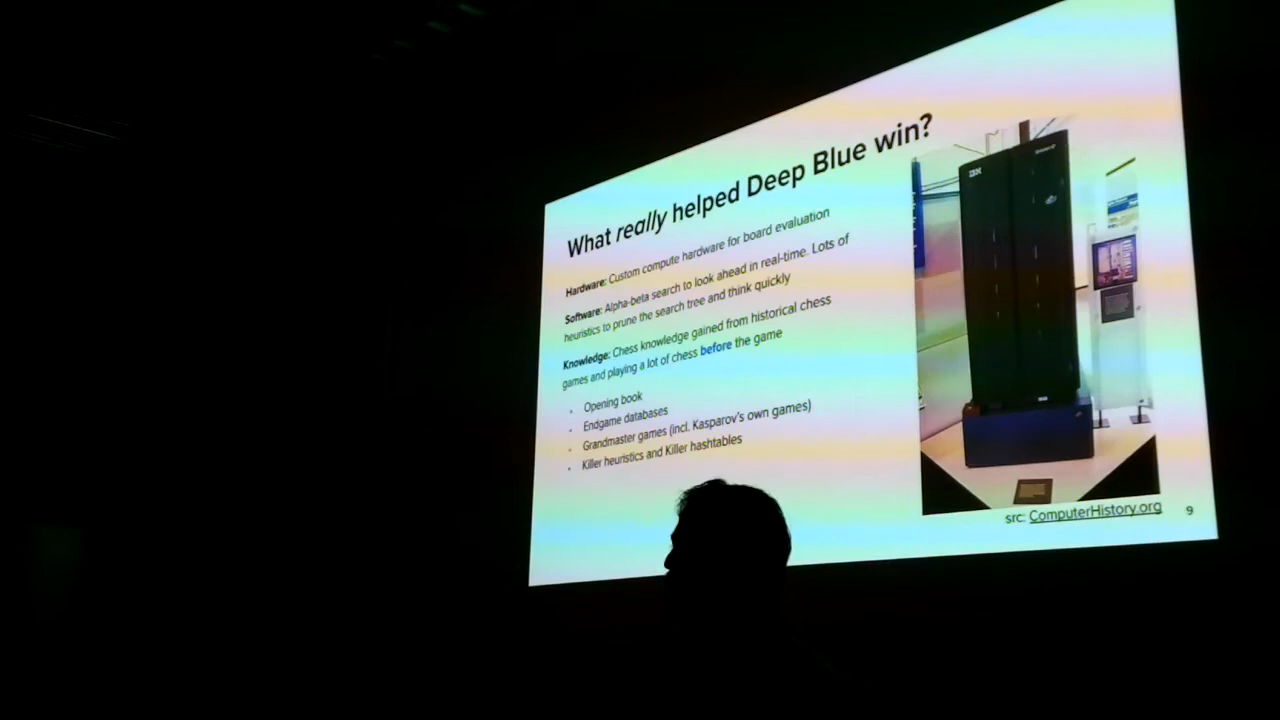 What really helped Deep Blue win?
Hardware: Custom compute hardware for board evaluation
Software: Alpha-beta search to look ahead in real-time. Lots of
heuristics to prune the search tree and think quickly
Knowledge: Chess knowledge gained from historical chess
games and playing a lot of chess before the game
• Opening book
• Endgame databases
• Grandmaster games (incl. Kasparov's own games)
• Killer heuristics and Killer hashtables
IBM
src: ComputerHistory.org
9